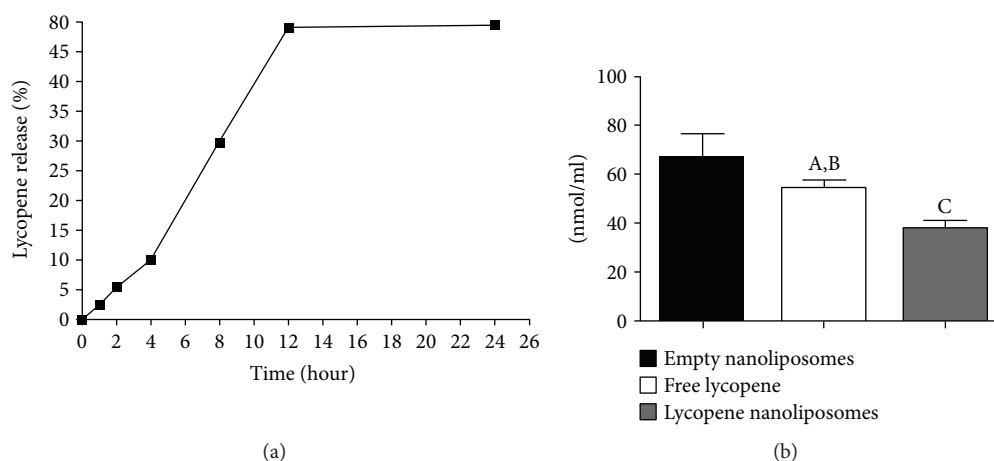 80
45
40
35
30
25
20
15
10
5
0
Lycopene release (%)
0 2 4 6 8 10 12 14 16 18 20 22 24 26
Time (hour)
(a)
100
80
60
40
20
0
(nmol/ml)
A,B
C
Empty nanoliposomes
Free lycopene
Lycopene nanoliposomes
(b)